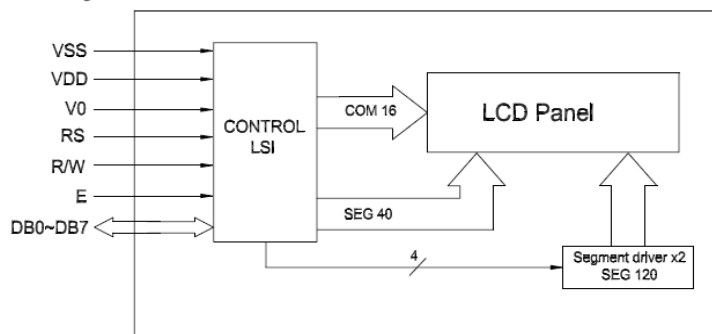 VSS
VDD
V0
RS
R/W
E
DB0~DB7
CONTROL
LSI
COM 16
SEG 40
4
LCD Panel
Segment driver x2
SEG 120